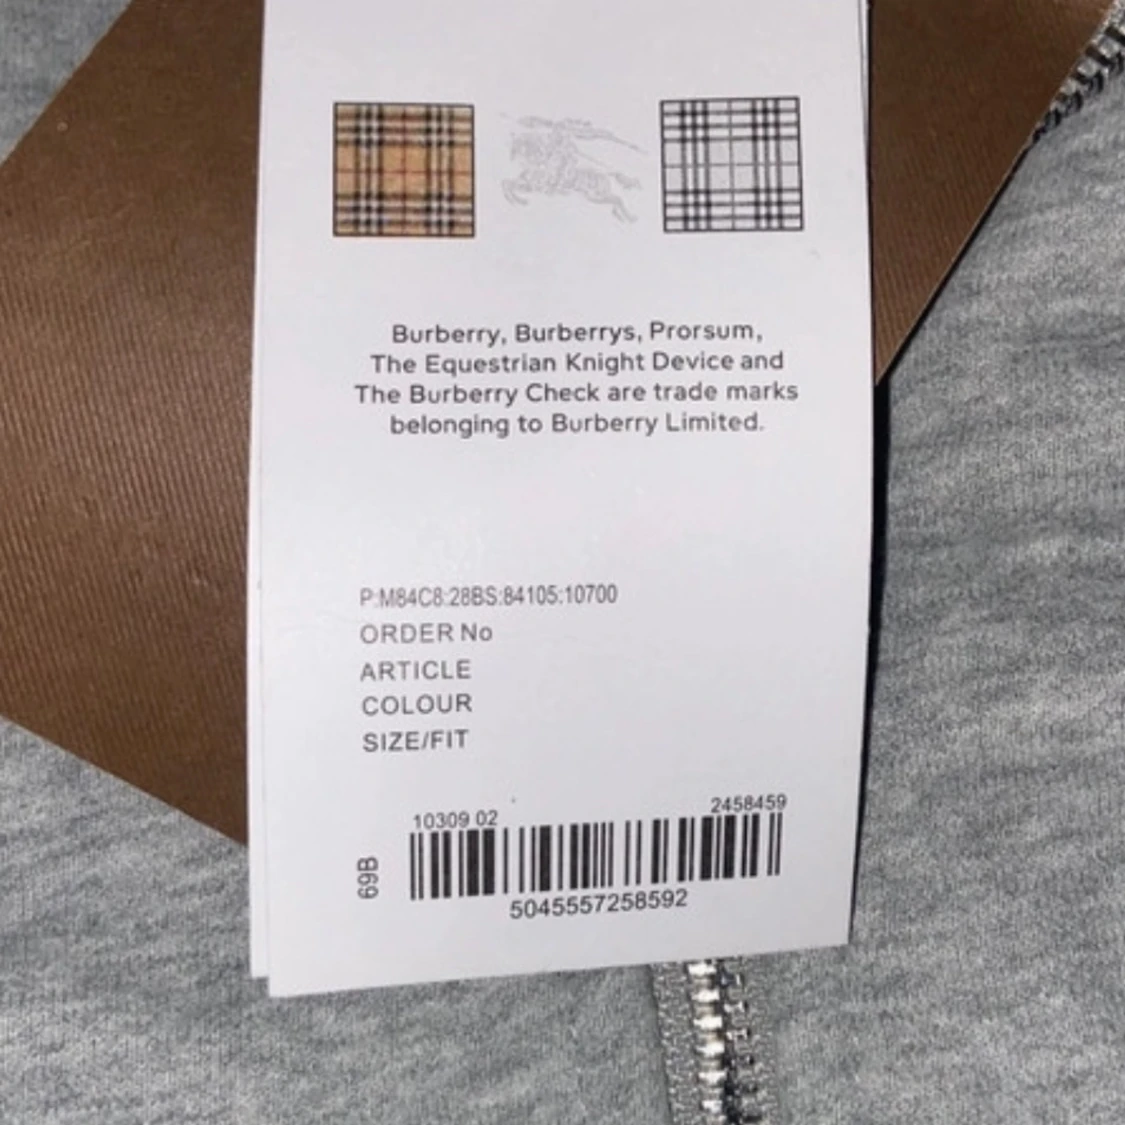 Burberry, Burberrys, Prorsum,
The Equestrian Knight Device and
The Burberry Check are trade marks
belonging to Burberry Limited.
P:M84C8:28BS:84105:10700
ORDER No
ARTICLE
COLOUR
SIZE/FIT
10309 02 2458459
69B
5045557258592